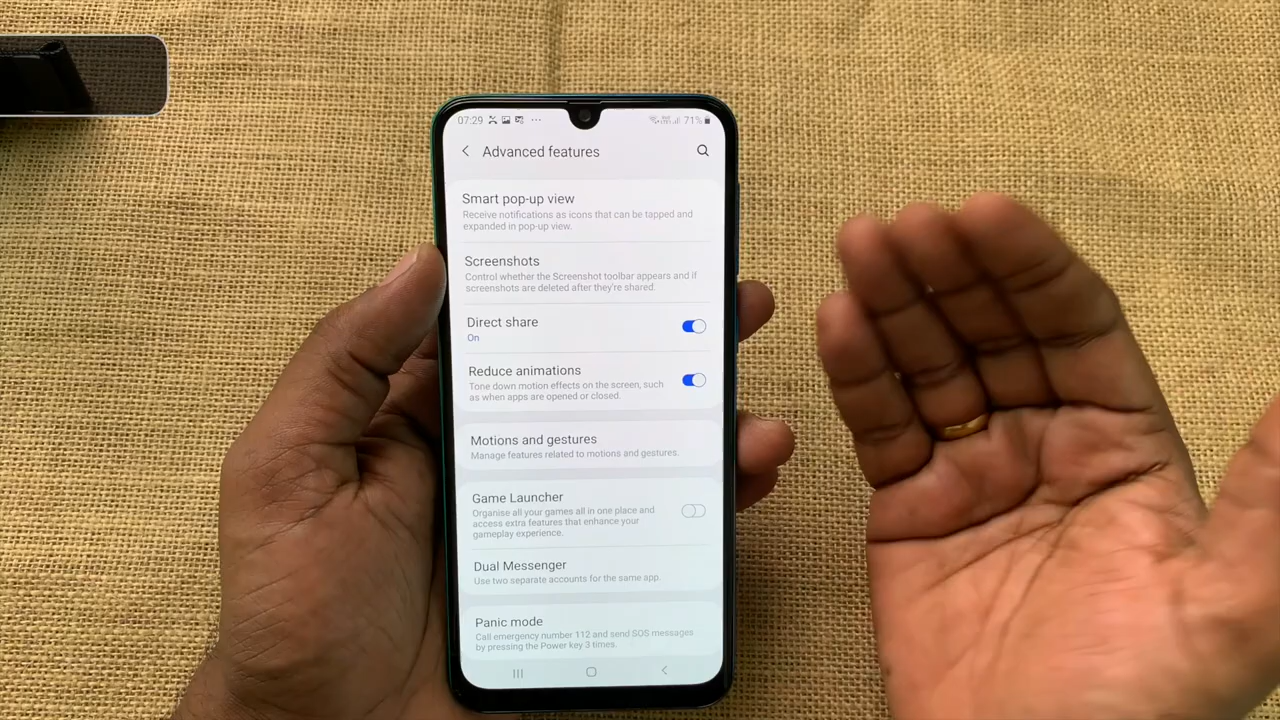 07:29 71%
Advanced features
Smart pop-up view
Receive notifications as icons that can be tapped and
expanded in pop-up view.
Screenshots
Control whether the Screenshot toolbar appears and if
screenshots are deleted after they're shared.
Direct share
On
Reduce animations
Tone down motion effects on the screen, such
as when apps are opened or closed.
Motions and gestures
Manage features related to motions and gestures.
Game Launcher
Organise all your games all in one place and
access extra features that enhance your
gameplay experience.
Dual Messenger
Use two separate accounts for the same app.
Panic mode
Call emergency number 112 and send SOS messages
by pressing the Power key 3 times.